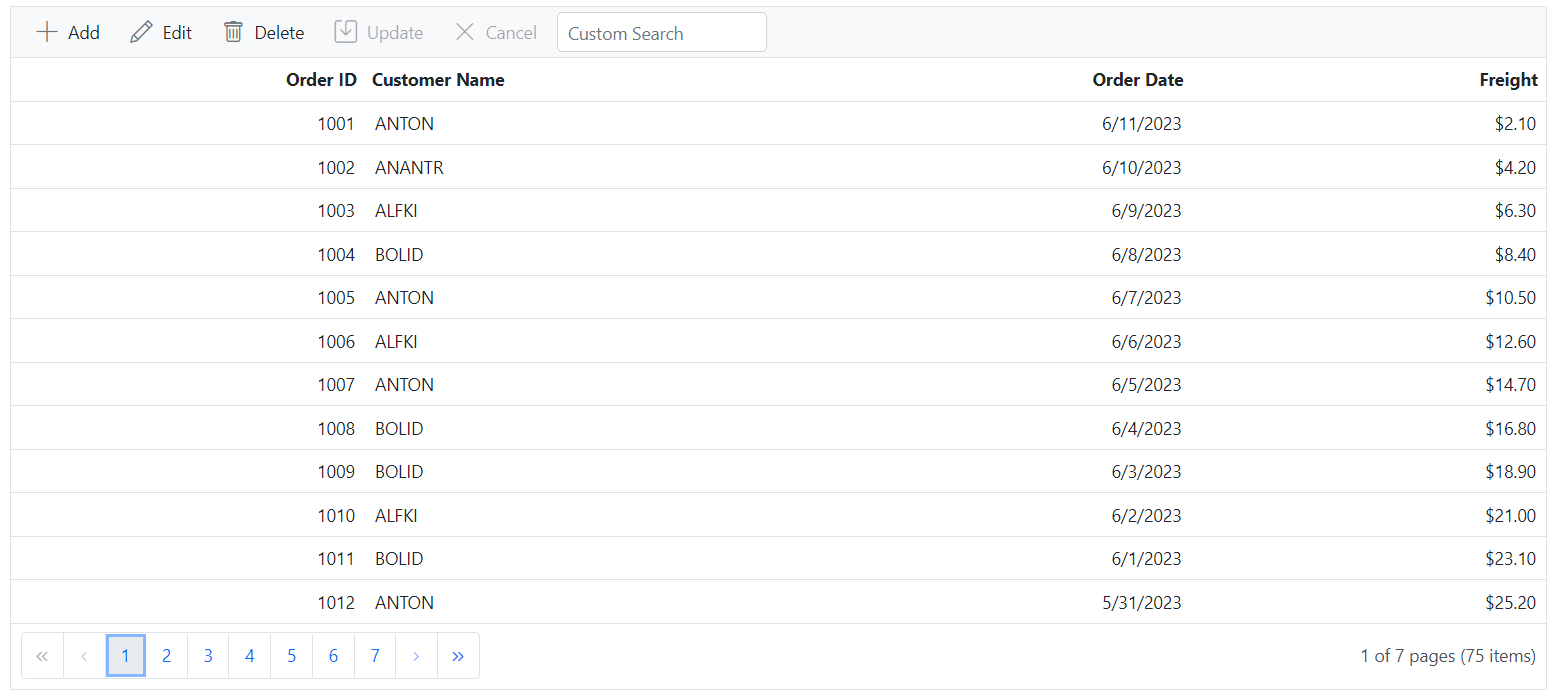 Add Edit Delete Update Cancel Custom Search
Order ID Customer Name Order Date Freight
1001 ANTON 6/11/2023 $2.10
1002 ANANTR 6/10/2023 $4.20
1003 ALFKI 6/9/2023 $6.30
1004 BOLID 6/8/2023 $8.40
1005 ANTON 6/7/2023 $10.50
1006 ALFKI 6/6/2023 $12.60
1007 ANTON 6/5/2023 $14.70
1008 BOLID 6/4/2023 $16.80
1009 BOLID 6/3/2023 $18.90
1010 ALFKI 6/2/2023 $21.00
1011 BOLID 6/1/2023 $23.10
1012 ANTON 5/31/2023 $25.20
« ‹ 1 2 3 4 5 6 7 › » 1 of 7 pages (75 items)